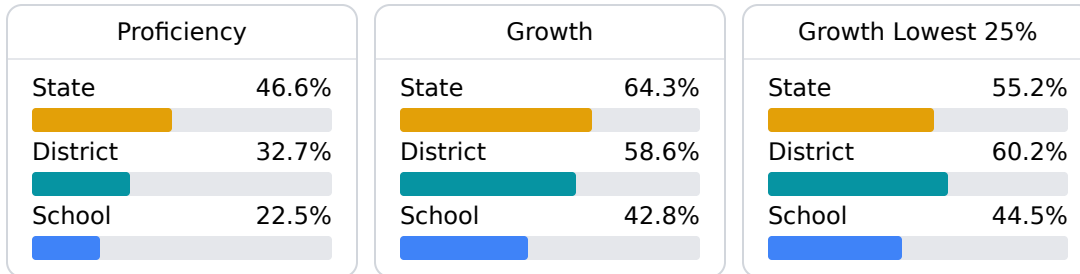 Proficiency
State 46.6%
District 32.7%
School 22.5%
Growth
State 64.3%
District 58.6%
School 42.8%
Growth Lowest 25%
State 55.2%
District 60.2%
School 44.5%